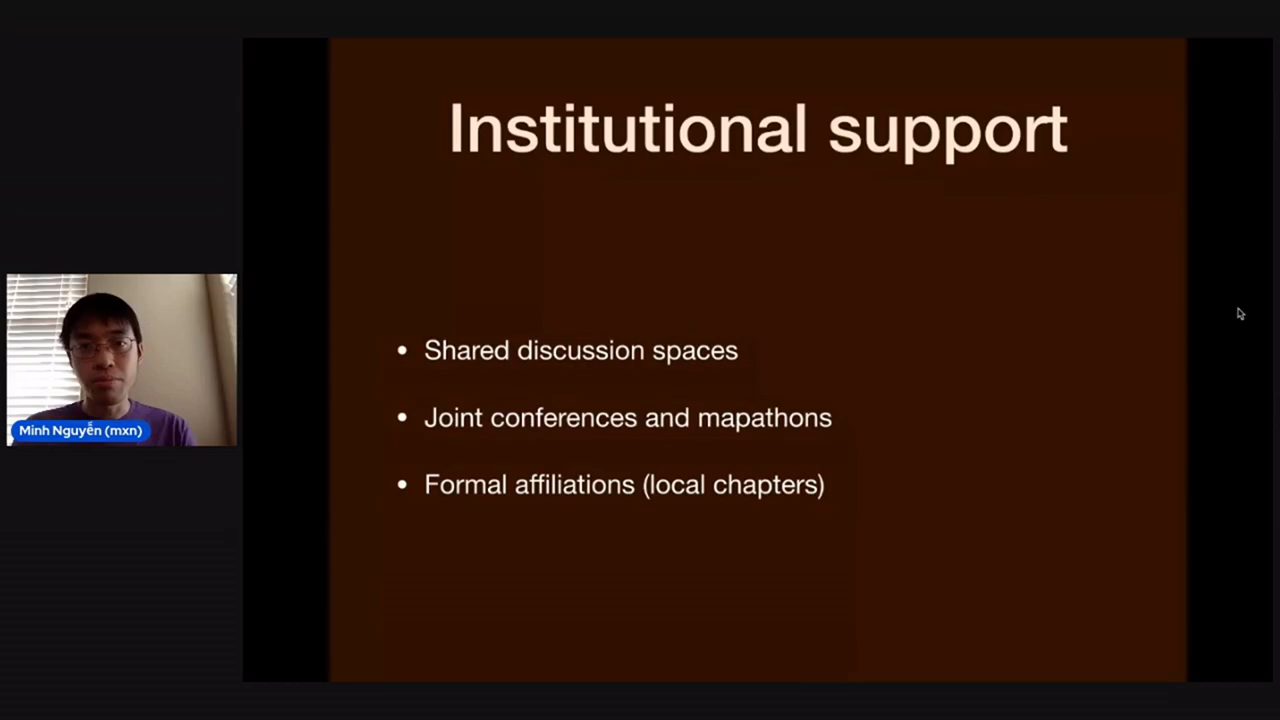 Institutional support
• Shared discussion spaces
• Joint conferences and mapathons
• Formal affiliations (local chapters)
Minh Nguyễn (mxn)